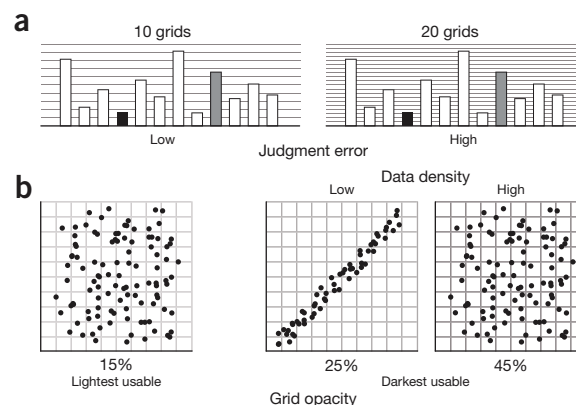 a
10 grids
20 grids
Low
High
Judgment error
b
Data density
Low
High
15%
25%
45%
Lightest usable
Darkest usable
Grid opacity